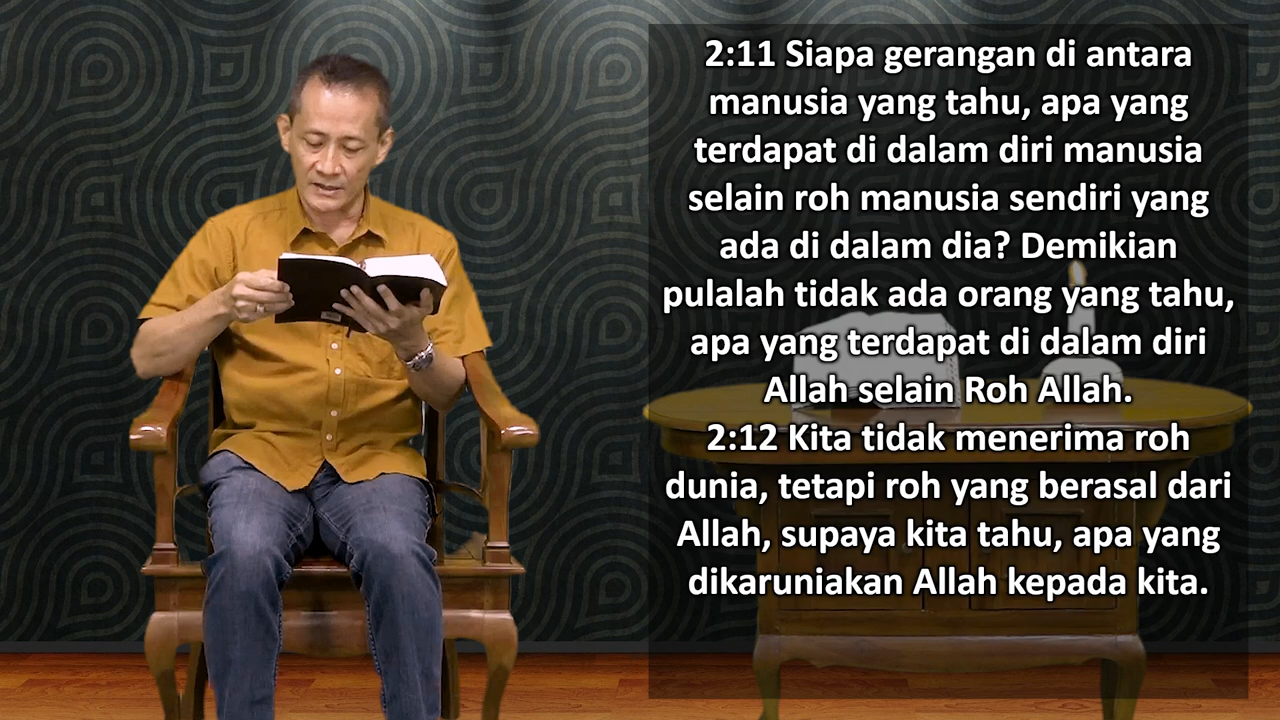 2:11 Siapa gerangan di antara
manusia yang tahu, apa yang
terdapat di dalam diri manusia
selain roh manusia sendiri yang
ada di dalam dia? Demikian
pulalah tidak ada orang yang tahu,
apa yang terdapat di dalam diri
Allah selain Roh Allah.
2:12 Kita tidak menerima roh
dunia, tetapi roh yang berasal dari
Allah, supaya kita tahu, apa yang
dikaruniakan Allah kepada kita.